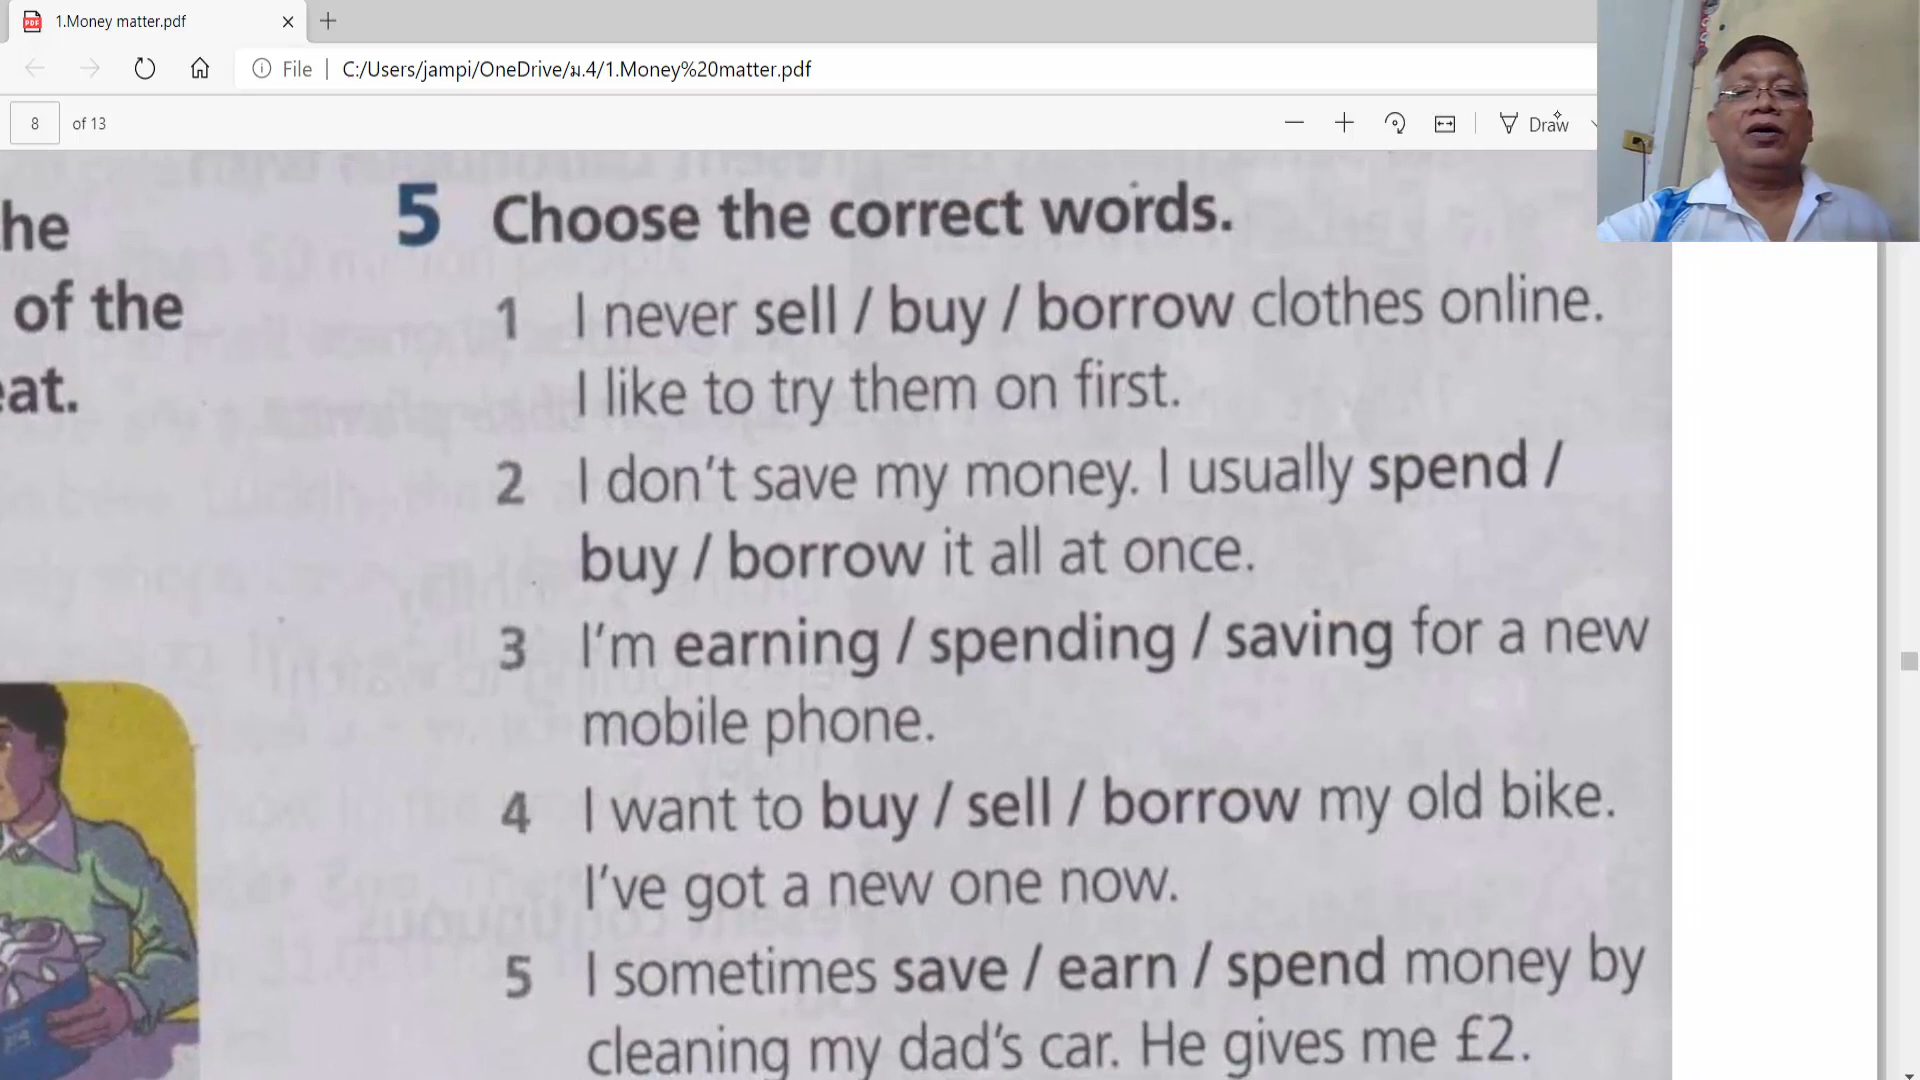 1.Money matter.pdf
File
C:/Users/jampi/OneDrive/ม.4/1.Money%20matter.pdf
8 of 13
Draw
he
of the
eat.
5 Choose the correct words.
1 I never sell / buy / borrow clothes online.
I like to try them on first.
2 I don't save my money. I usually spend /
buy / borrow it all at once.
3 I'm earning / spending / saving for a new
mobile phone.
4 I want to buy / sell / borrow my old bike.
I've got a new one now.
5 I sometimes save / earn / spend money by
cleaning my dad's car. He gives me £2.